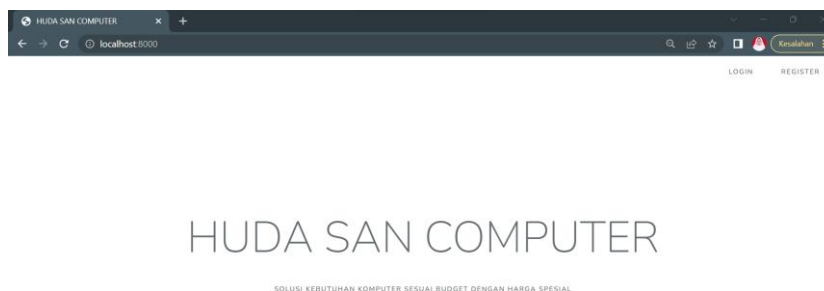 HUDA SAN COMPUTER
localhost:8000
Kesalahan
LOGIN REGISTER
HUDA SAN COMPUTER
SOLUSI KEBUTUHAN KOMPUTER SESUAI BUDGET DENGAN HARGA SPESIAL